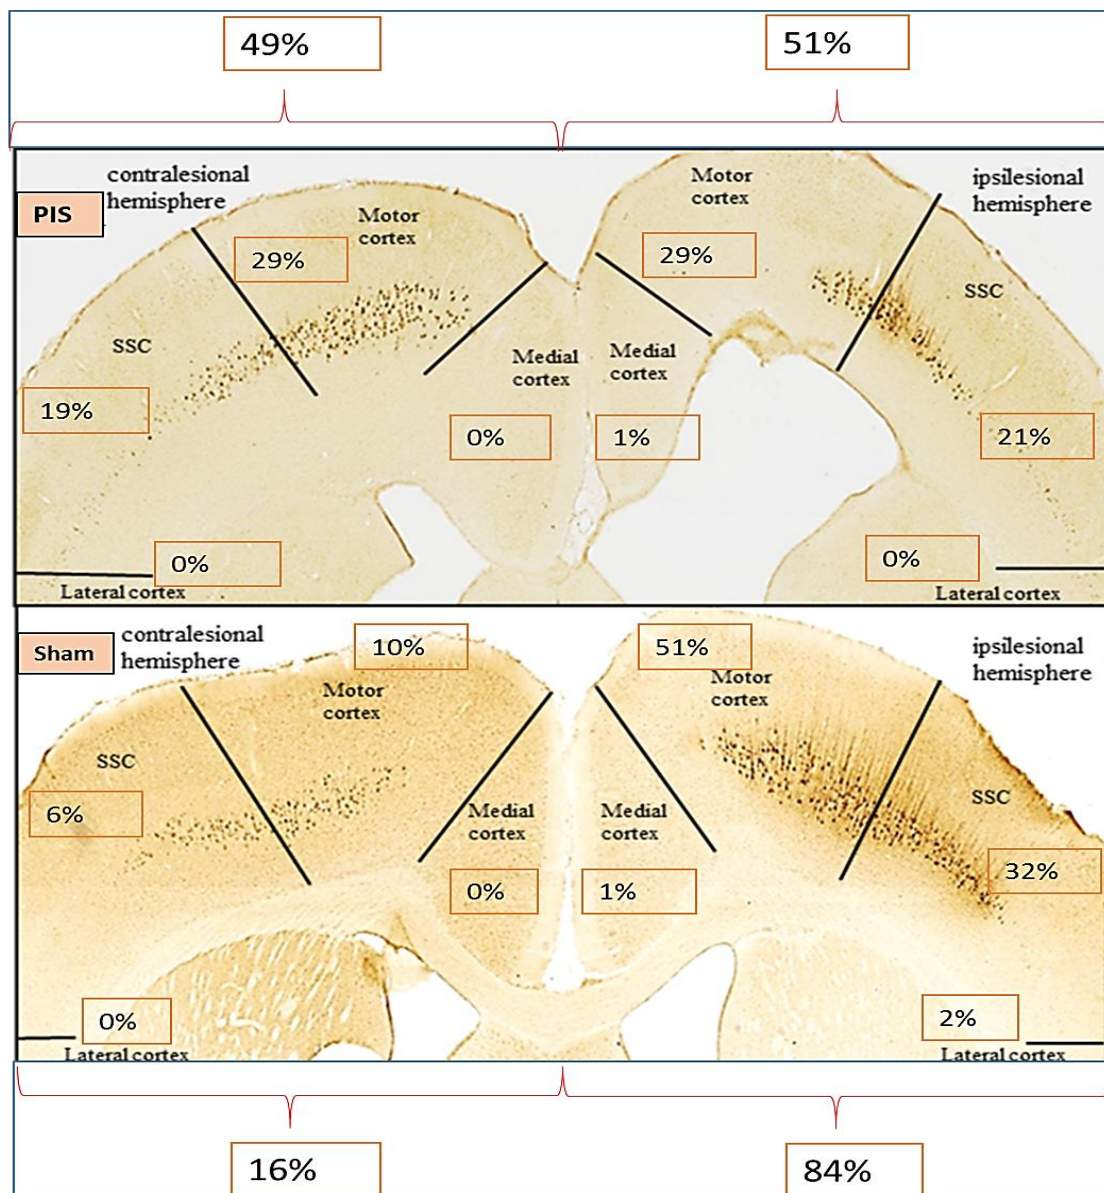 49%
51%
contralesional
hemisphere
PIS
Motor
cortex
29%
SSC
19%
Medial
cortex
0%
0%
Lateral cortex
Motor
cortex
ipsilesional
hemisphere
29%
SSC
Medial
cortex
1%
21%
0%
Lateral cortex
Sham
contralesional
hemisphere
10%
Motor
cortex
SSC
6%
Medial
cortex
0%
0%
Lateral cortex
51%
Motor
cortex
ipsilesional
hemisphere
SSC
Medial
cortex
1%
32%
2%
Lateral cortex
16%
84%